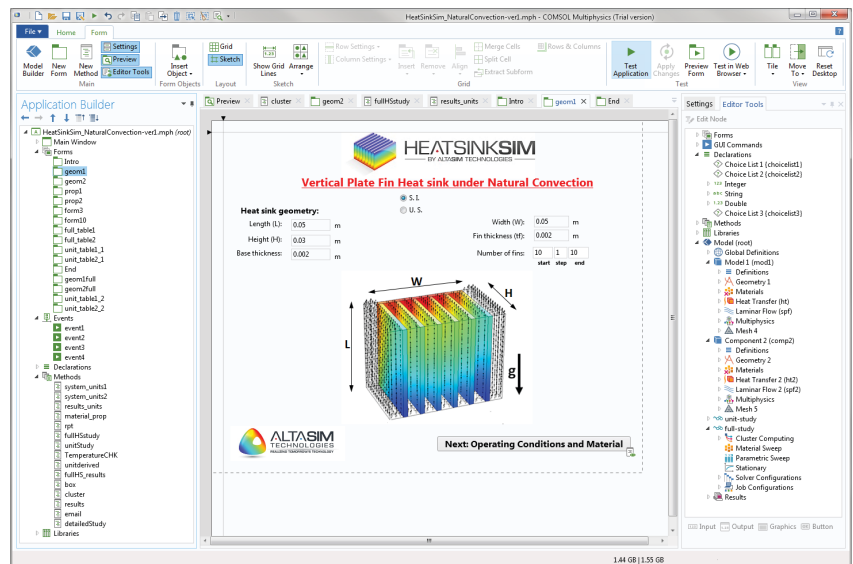 HeatSinkSim_NaturalConvection-ver1.mph - COMSOL Multiphysics (Trial version)
File Home Form
Model Builder New Form New Method Settings Preview Editor Tools Insert Object Grid Sketch Show Grid Lines Arrange Row Settings Column Settings Insert Remove Align Merge Cells Split Cell Extract Subform Rows & Columns Test Application Apply Changes Preview Form Test in Web Browser Tile Move To Reset Desktop
Main Form Objects Layout Sketch Grid Test View
Application Builder
HeatSinkSim_NaturalConvection-ver1.mph (root)
Main Window
Forms
Intro
geom1
geom2
prop1
prop2
form3
form10
full_table1
full_table2
unit_table1_1
unit_table2_1
End
geom1full
geom2full
unit_table1_2
unit_table2_2
Events
event1
event2
event3
event4
Declarations
Methods
system_units1
system_units2
results_units
material_prop
rpt
fullHSstudy
unitStudy
TemperatureCHK
unitderived
fullHS_results
box
cluster
results
email
detailedStudy
Libraries
Preview cluster geom2 fullHSstudy results_units Intro geom1 End
HEATSINKSIM
BY ALTASIM TECHNOLOGIES
Vertical Plate Fin Heat sink under Natural Convection
S. I.
U. S.
Heat sink geometry:
Length (L): 0.05 m
Height (H): 0.03 m
Base thickness: 0.002 m
Width (W): 0.05 m
Fin thickness (tf): 0.002 m
Number of fins: 10 1 10
start step end
W
H
L
g
ALTASIM
TECHNOLOGIES
REALIZING TOMORROW'S TECHNOLOGY
Next: Operating Conditions and Material
Settings Editor Tools
Edit Node
Forms
GUI Commands
Declarations
Choice List 1 {choicelist1}
Choice List 2 {choicelist2}
Integer
String
Double
Choice List 3 {choicelist3}
Methods
Libraries
Model (root)
Global Definitions
Model 1 (mod1)
Definitions
Geometry 1
Materials
Heat Transfer (ht)
Laminar Flow (spf)
Multiphysics
Mesh 4
Component 2 (comp2)
Definitions
Geometry 2
Materials
Heat Transfer 2 (ht2)
Laminar Flow 2 (spf2)
Multiphysics
Mesh 5
unit-study
full-study
Cluster Computing
Material Sweep
Parametric Sweep
Stationary
Solver Configurations
Job Configurations
Results
Input Output Graphics Button
1.44 GB | 1.55 GB